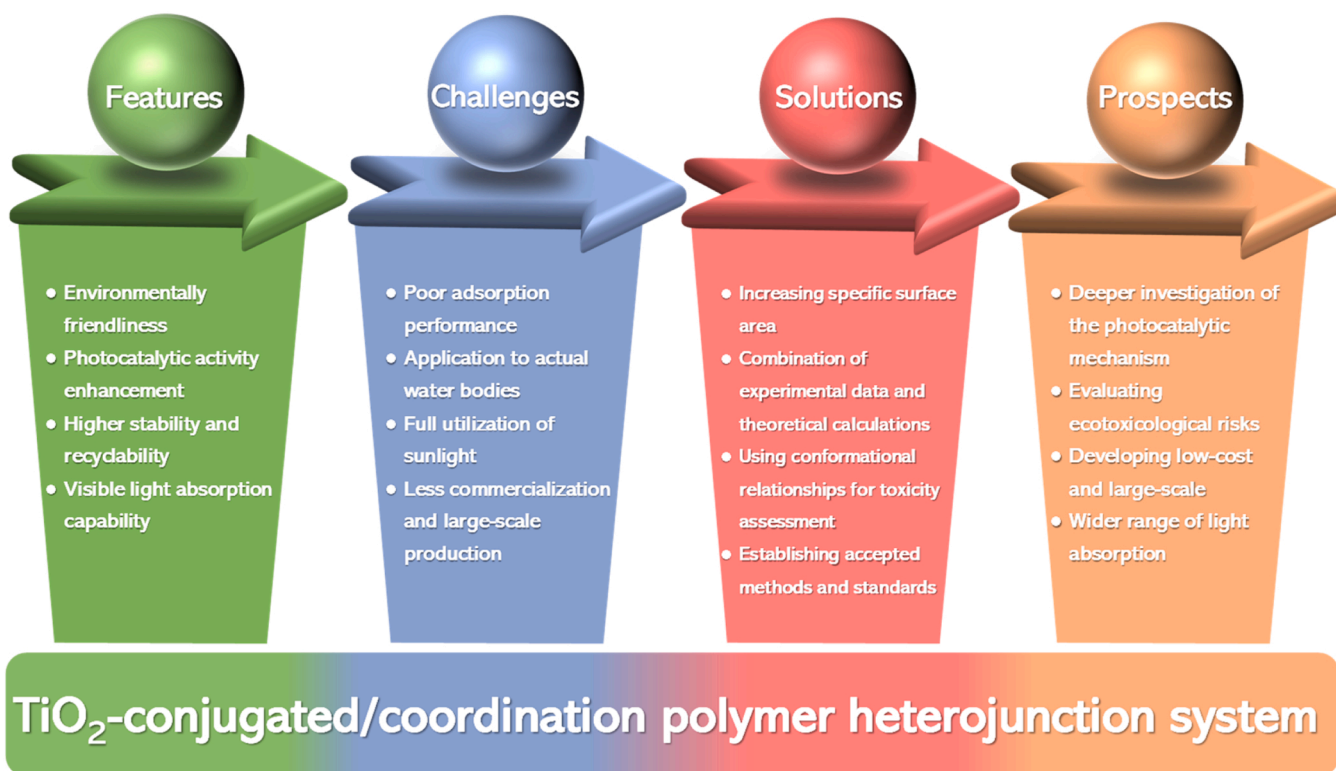 Features
• Environmentally
friendliness
• Photocatalytic activity
enhancement
• Higher stability and
recyclability
• Visible light absorption
capability
Challenges
• Poor adsorption
performance
• Application to actual
water bodies
• Full utilization of
sunlight
• Less commercialization
and large-scale
production
Solutions
• Increasing specific surface
area
• Combination of
experimental data and
theoretical calculations
• Using conformational
relationships for toxicity
assessment
• Establishing accepted
methods and standards
Prospects
• Deeper investigation of
the photocatalytic
mechanism
• Evaluating
ecotoxicological risks
• Developing low-cost
and large-scale
• Wider range of light
absorption
TiO₂-conjugated/coordination polymer heterojunction system